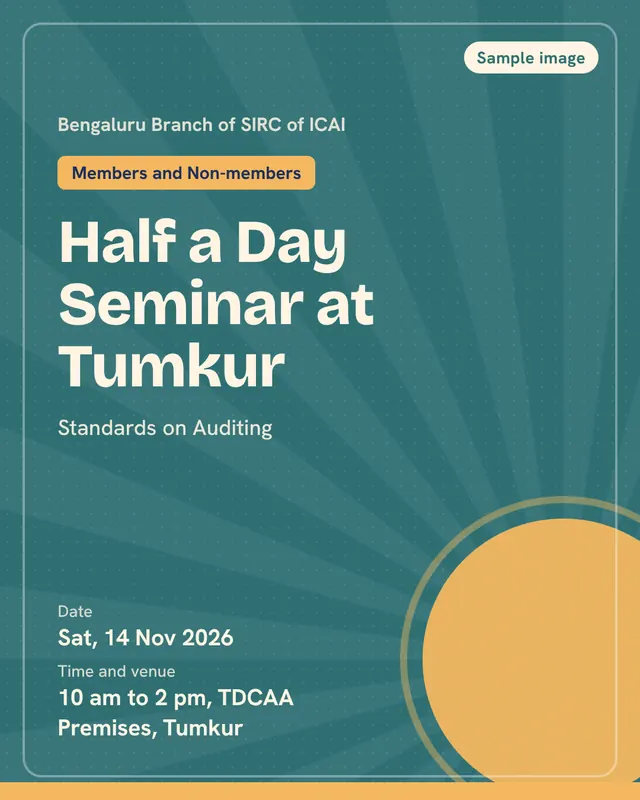 Sample image
Bengaluru Branch of SIRC of ICAI
Members and Non-members
Half a Day
Seminar at
Tumkur
Standards on Auditing
Date
Sat, 14 Nov 2026
Time and venue
10 am to 2 pm, TDCAA
Premises, Tumkur